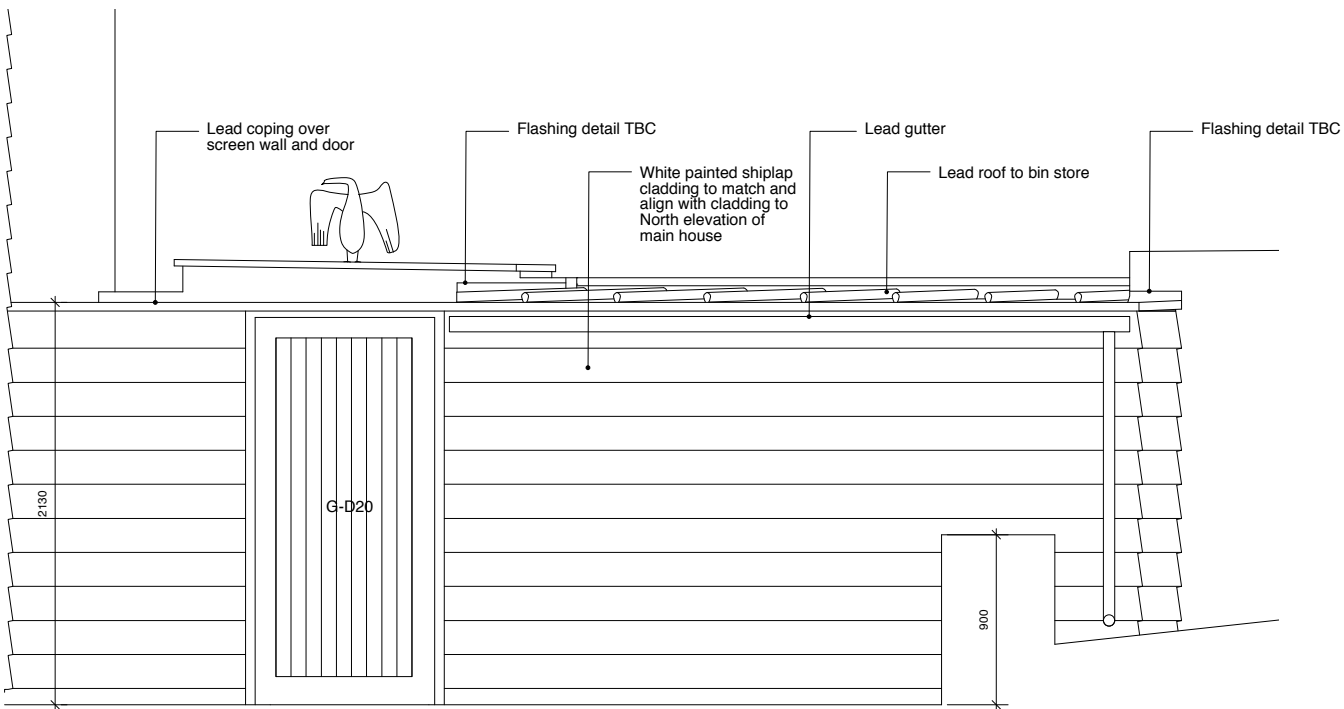 Lead coping over
screen wall and door
Flashing detail TBC
White painted shiplap
cladding to match and
align with cladding to
North elevation of
main house
Lead gutter
Lead roof to bin store
Flashing detail TBC
2130
G-D20
900